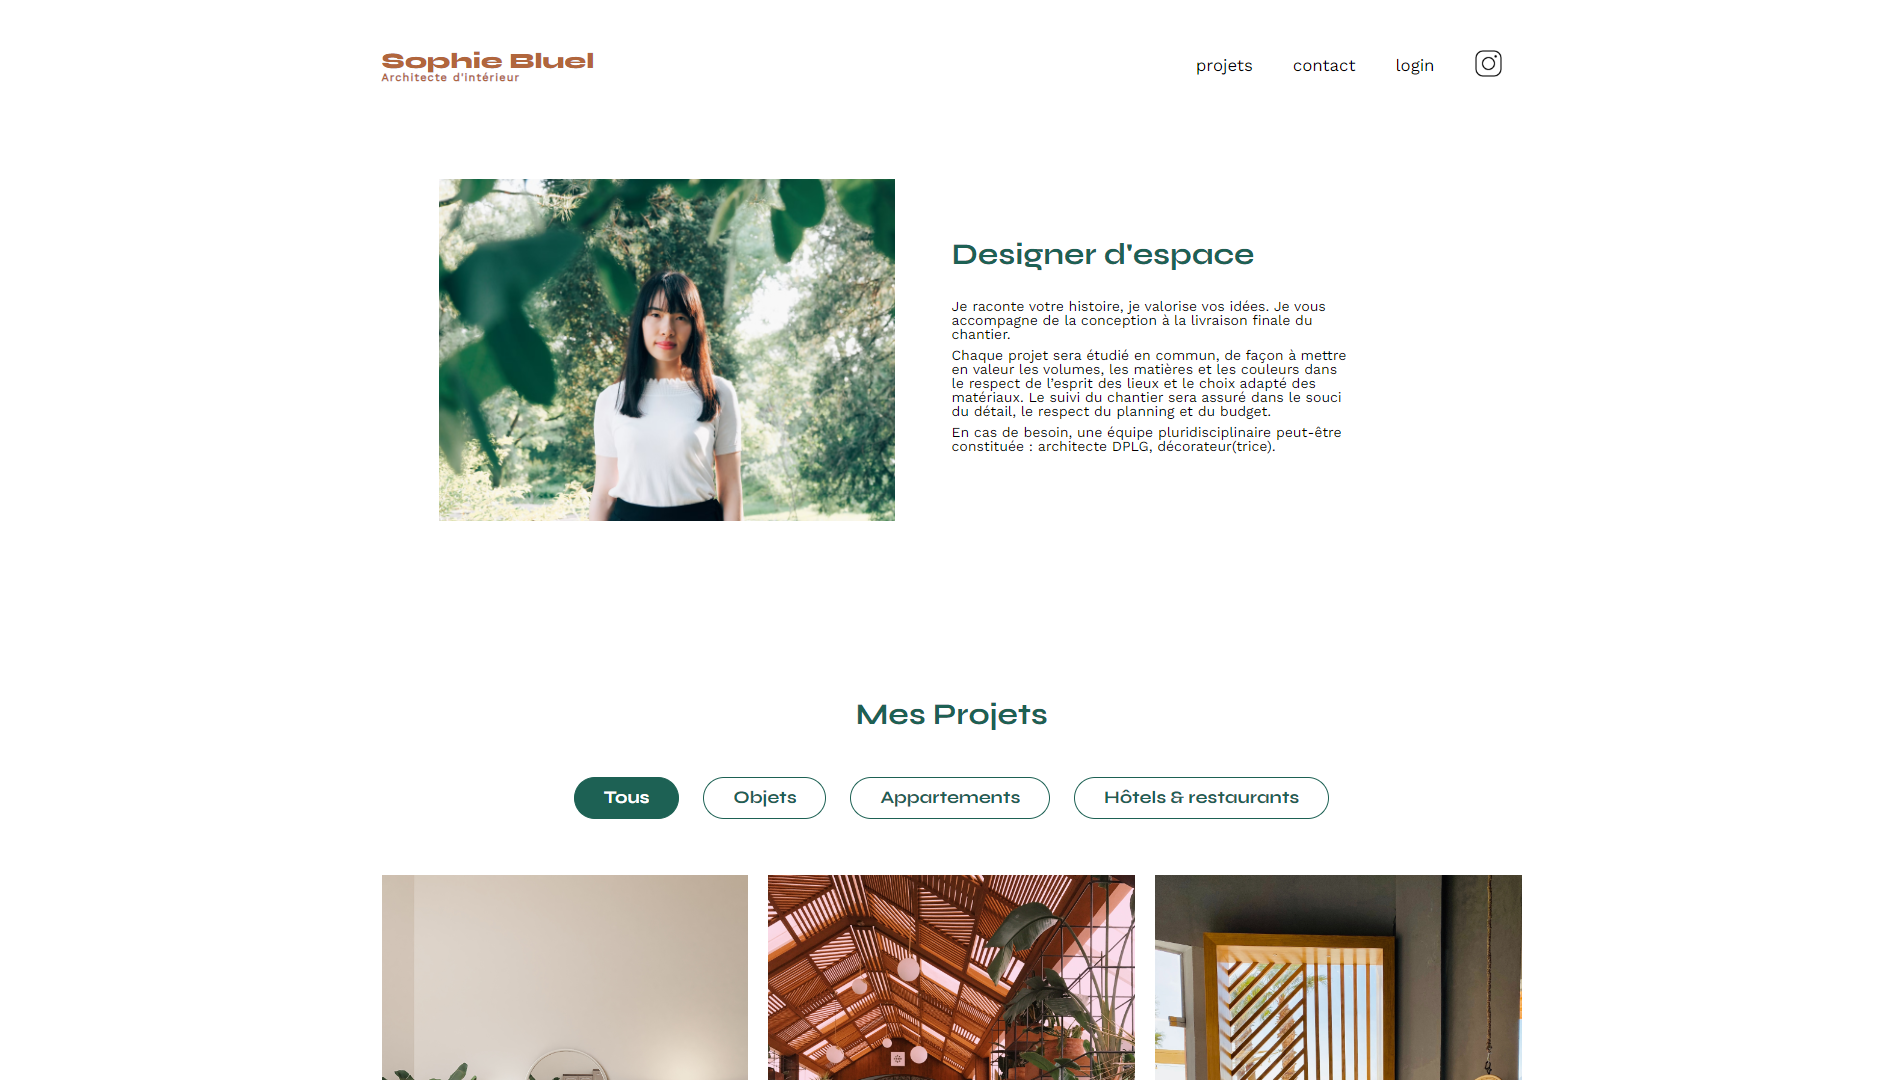 Sophie Bluel
Architecte d'intérieur
projets
contact
login
Designer d'espace
Je raconte votre histoire, je valorise vos idées. Je vous
accompagne de la conception à la livraison finale du
chantier.
Chaque projet sera étudié en commun, de façon à mettre
en valeur les volumes, les matières et les couleurs dans
le respect de l’esprit des lieux et le choix adapté des
matériaux. Le suivi du chantier sera assuré dans le souci
du détail, le respect du planning et du budget.
En cas de besoin, une équipe pluridisciplinaire peut-être
constituée : architecte DPLG, décorateur(trice).
Mes Projets
Tous
Objets
Appartements
Hôtels & restaurants